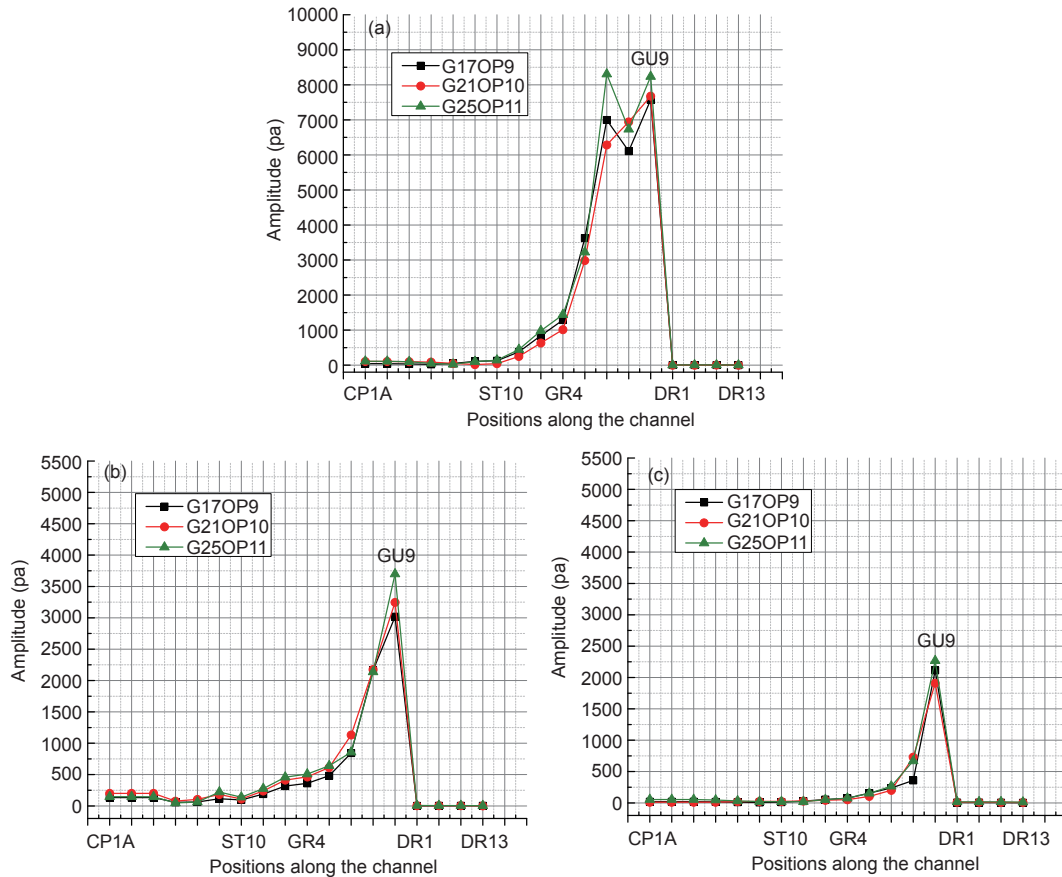 (a)
10000
9000
8000
7000
6000
5000
4000
3000
2000
1000
0
Amplitude (pa)
G17OP9
G21OP10
G25OP11
GU9
CP1A ST10 GR4 DR1 DR13
Positions along the channel
(b)
5500
5000
4500
4000
3500
3000
2500
2000
1500
1000
500
0
Amplitude (pa)
G17OP9
G21OP10
G25OP11
GU9
CP1A ST10 GR4 DR1 DR13
Positions along the channel
(c)
5500
5000
4500
4000
3500
3000
2500
2000
1500
1000
500
0
Amplitude (pa)
G17OP9
G21OP10
G25OP11
GU9
CP1A ST10 GR4 DR1 DR13
Positions along the channel